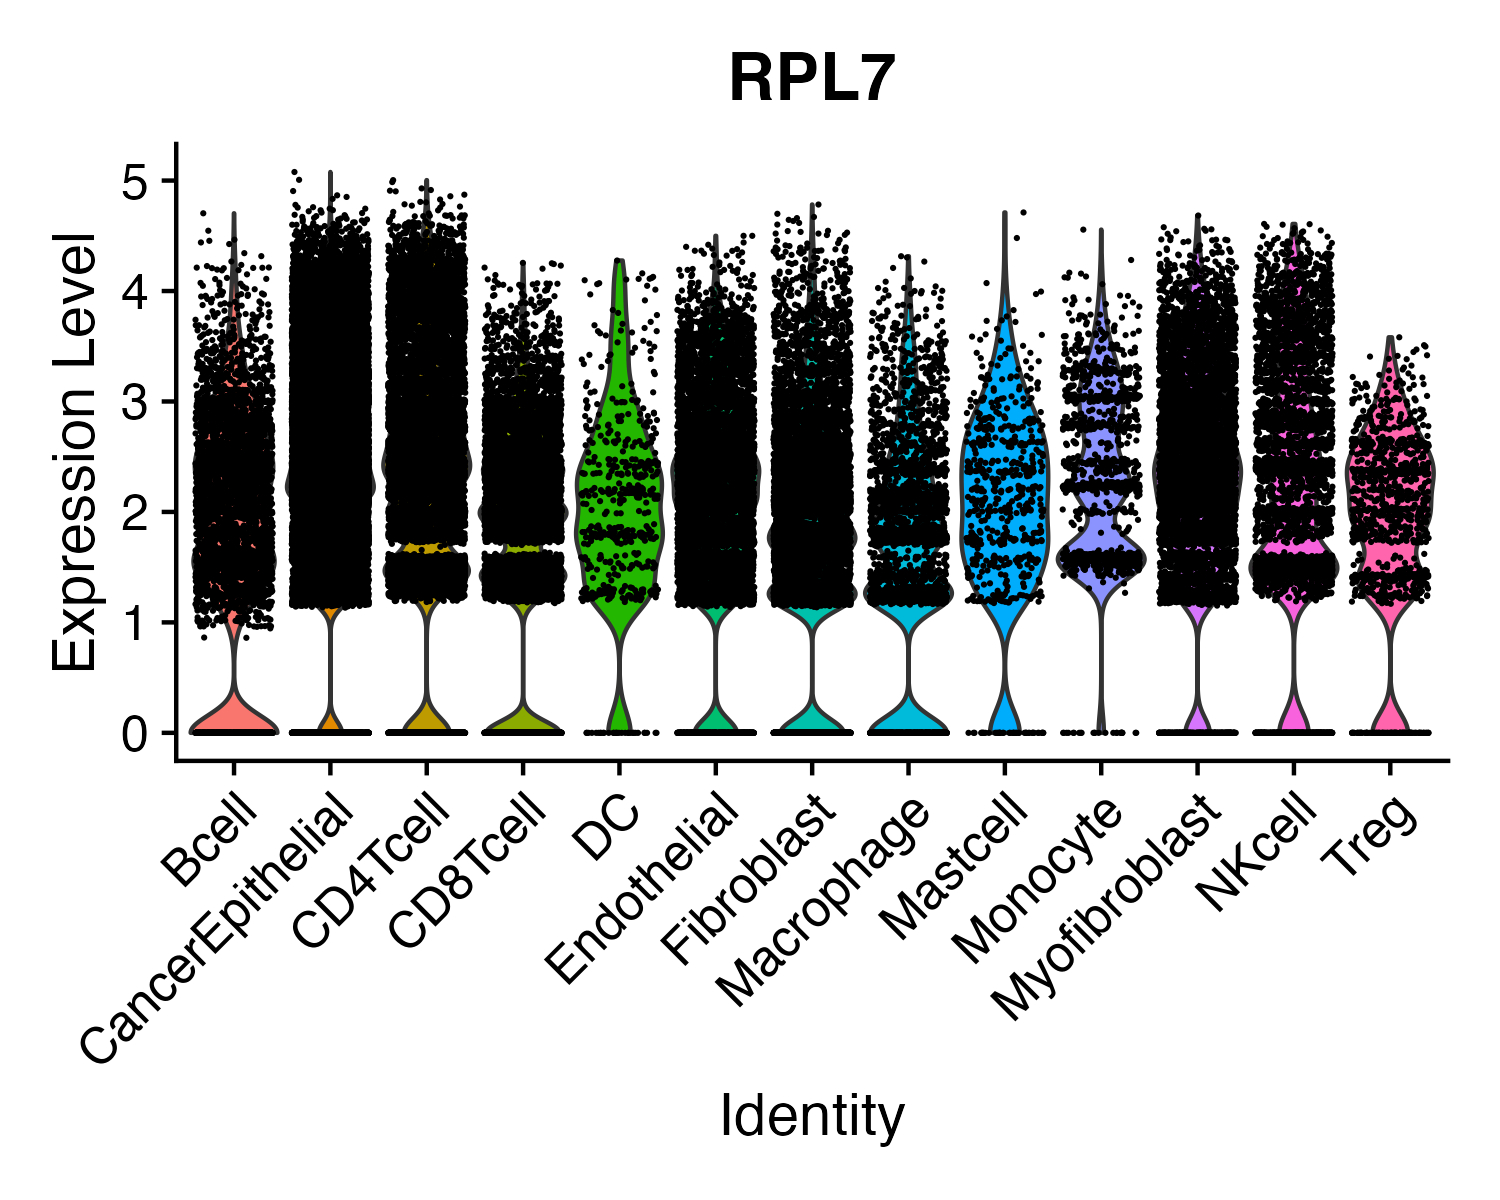 RPL7
Expression Level
5
4
3
2
1
0
Bcell
CancerEpithelial
CD4Tcell
CD8Tcell
DC
Endothelial
Fibroblast
Macrophage
Mastcell
Monocyte
Myofibroblast
NKcell
Treg
Identity